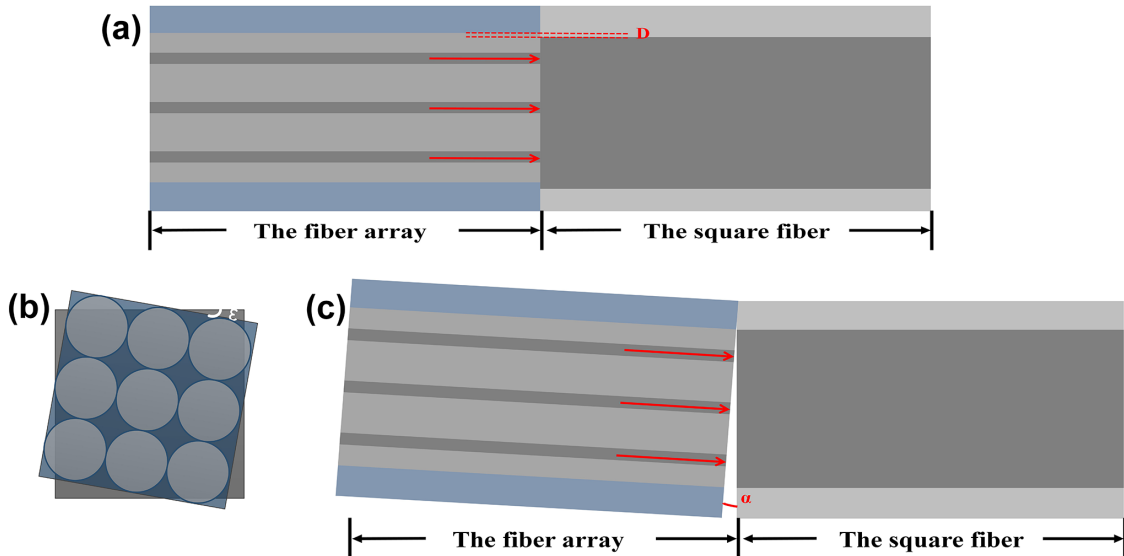 (a)
D
The fiber array
The square fiber
(b)
ε
(c)
α
The fiber array
The square fiber